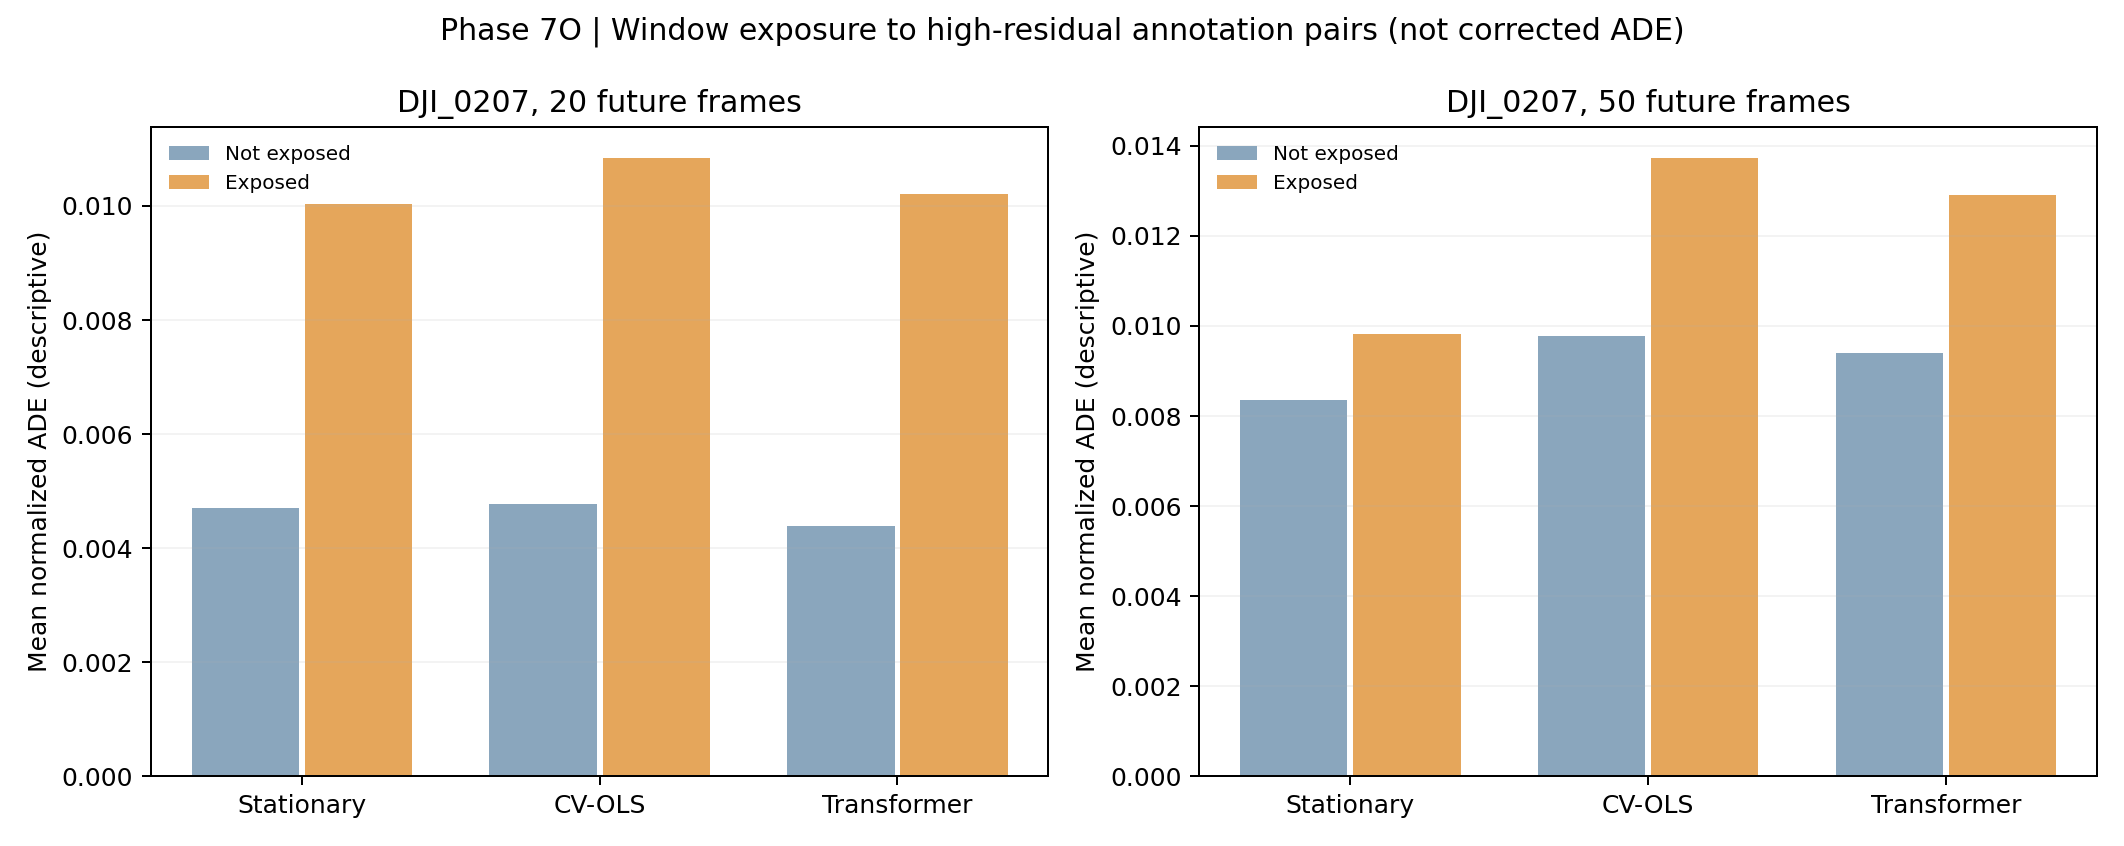 Phase 7O | Window exposure to high-residual annotation pairs (not corrected ADE)
DJI_0207, 20 future frames
Not exposed
Exposed
Mean normalized ADE (descriptive)
0.010
0.008
0.006
0.004
0.002
0.000
Stationary
CV-OLS
Transformer
DJI_0207, 50 future frames
Not exposed
Exposed
Mean normalized ADE (descriptive)
0.014
0.012
0.010
0.008
0.006
0.004
0.002
0.000
Stationary
CV-OLS
Transformer